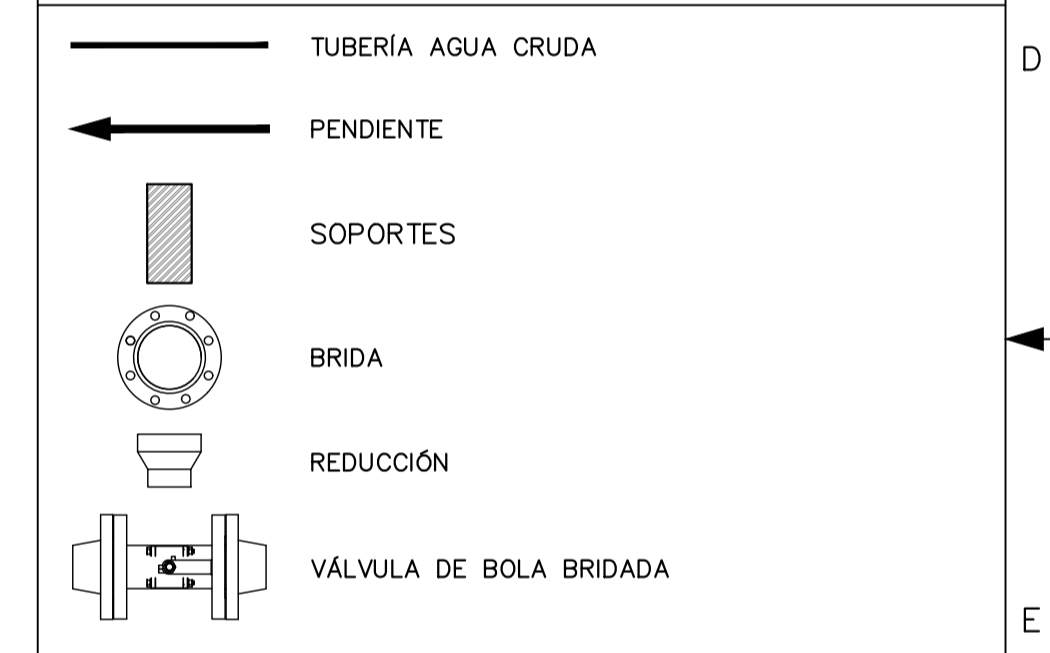 TUBERÍA AGUA CRUDA
D
PENDIENTE
SOPORTES
BRIDA
REDUCCIÓN
VÁLVULA DE BOLA BRIDADA
E